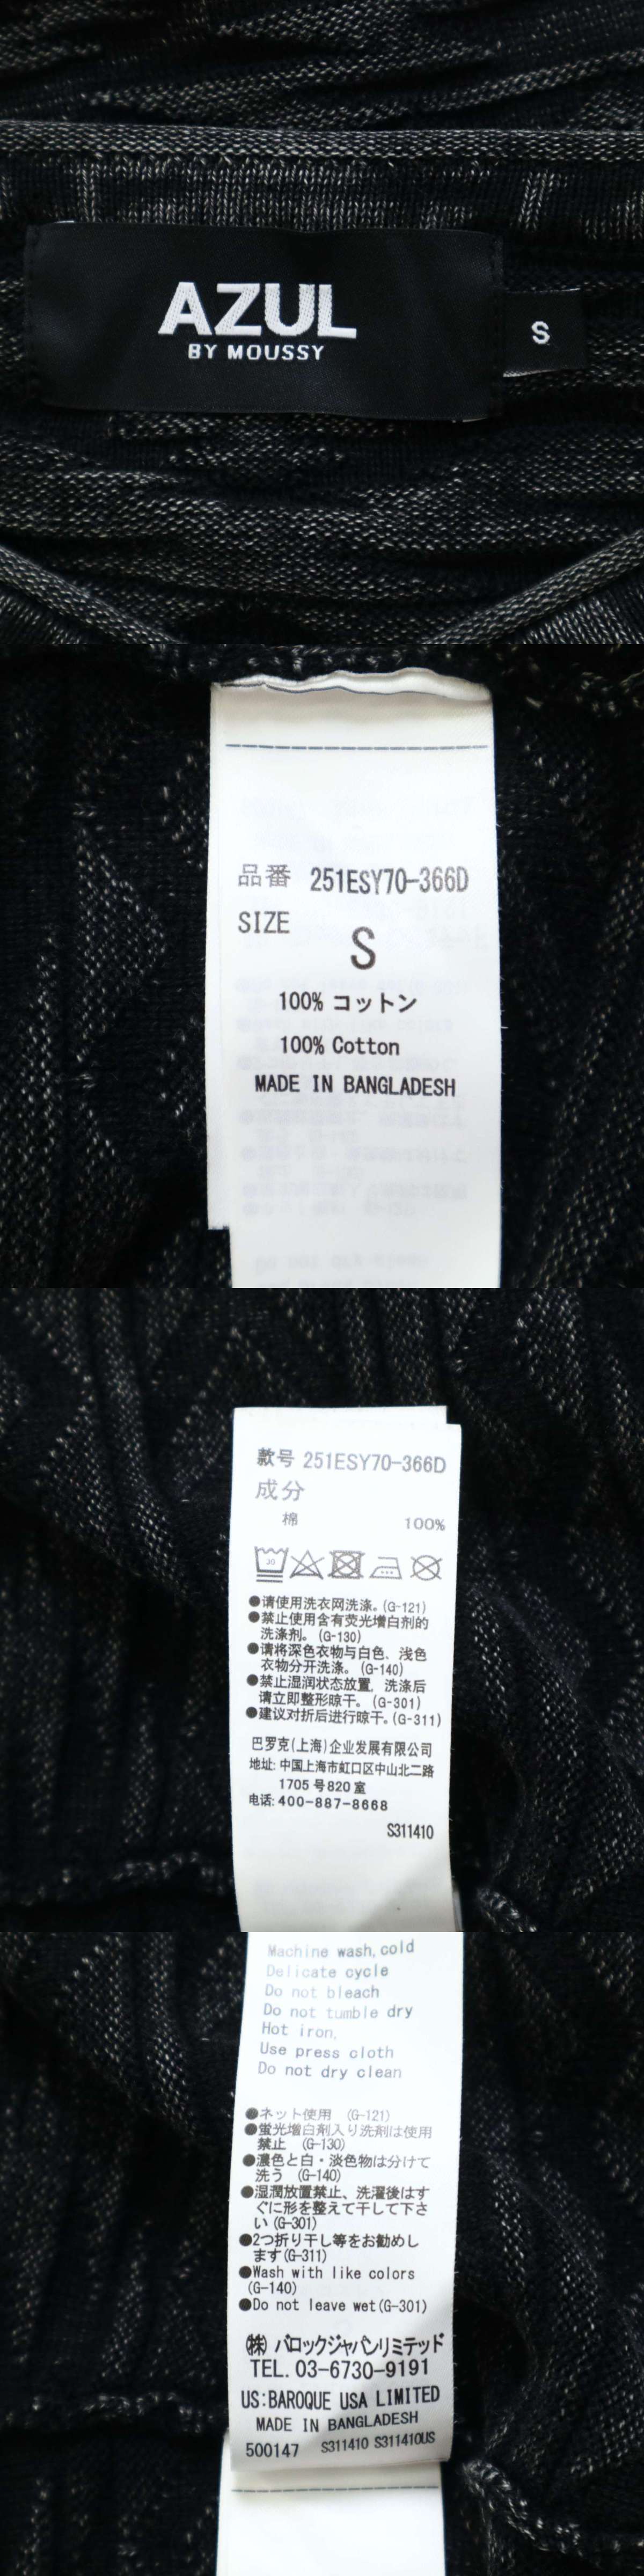 AZUL
BY MOUSSY
S
品番 251ESY70-366D
SIZE
S
100% コットン
100% Cotton
MADE IN BANGLADESH
款号 251ESY70-366D
成分
棉 100%
30
●请使用洗衣网洗涤. (G-121)
●禁止使用含有荧光增白剂的
洗涤剂。(G-130)
●请将深色衣物与白色、浅色
衣物分开洗涤。(G-140)
●禁止湿润状态放置, 洗涤后
请立即整形晾干。(G-301)
●建议对折后进行晾干. (G-311)
巴罗克(上海)企业发展有限公司
地址: 中国上海市虹口区中山北二路
1705 号820 室
电话: 400-887-8668
S311410
Machine wash, cold
Delicate cycle
Do not bleach
Do not tumble dry
Hot iron,
Use press cloth
Do not dry clean
●ネット使用 (G-121)
●蛍光増白剤入り洗剤は使用
禁止 (G-130)
●濃色と白・淡色物は分けて
洗う (G-140)
●湿潤放置禁止、洗濯後はす
ぐに形を整えて干して下さ
い(G-301)
●2つ折り干し等をお勧めし
ます(G-311)
●Wash with like colors
(G-140)
●Do not leave wet(G-301)
(株) バロックジャパンリミテッド
TEL. 03-6730-9191
US:BAROQUE USA LIMITED
MADE IN BANGLADESH
500147 S311410 S311410US